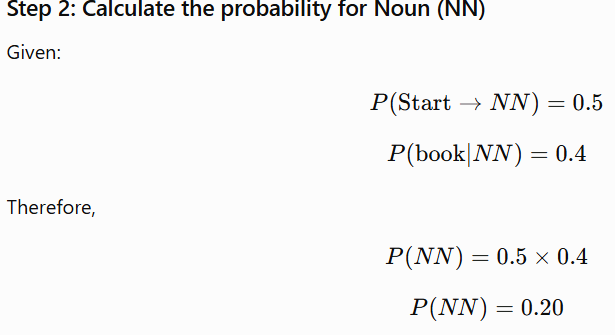 Step 2: Calculate the probability for Noun (NN)
Given:
P(Start → NN) = 0.5
P(book|NN) = 0.4
Therefore,
P(NN) = 0.5 × 0.4
P(NN) = 0.20